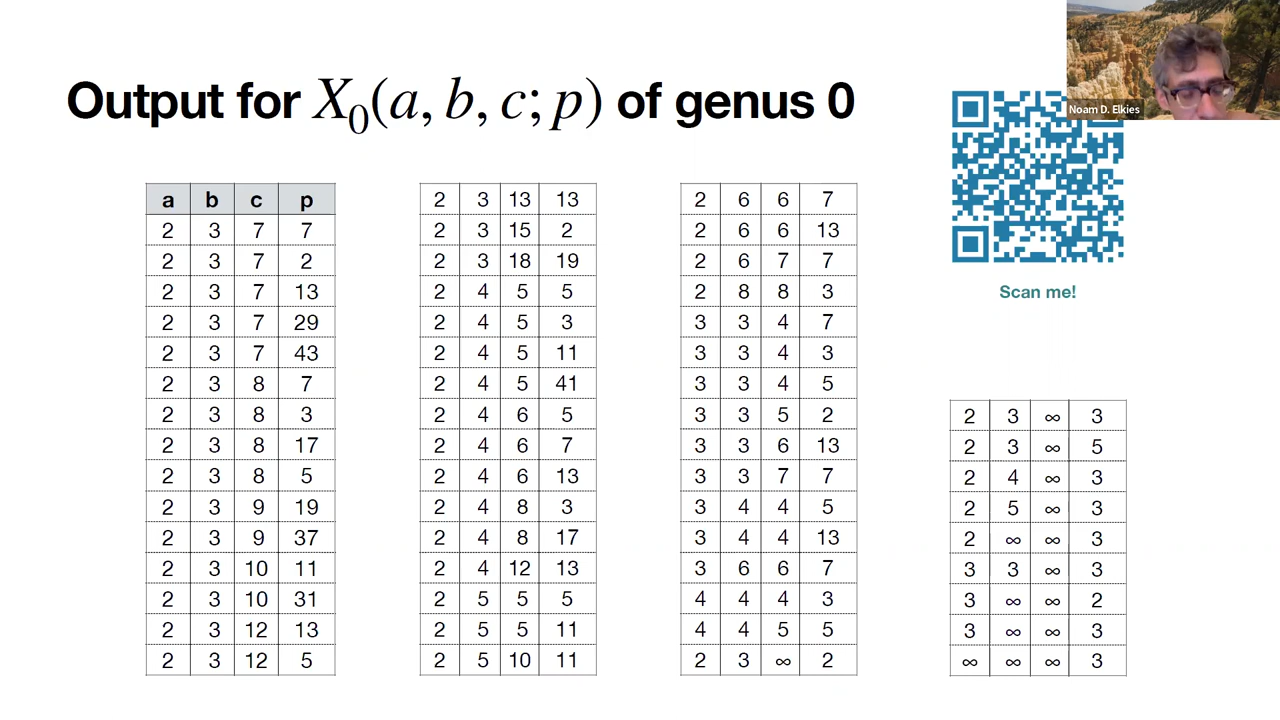 Output for X₀(a, b, c; p) of genus 0
Noam D. Elkies
Scan me!
a b c p
2 3 7 7
2 3 7 2
2 3 7 13
2 3 7 29
2 3 7 43
2 3 8 7
2 3 8 3
2 3 8 17
2 3 8 5
2 3 9 19
2 3 9 37
2 3 10 11
2 3 10 31
2 3 12 13
2 3 12 5
2 3 13 13
2 3 15 2
2 3 18 19
2 4 5 5
2 4 5 3
2 4 5 11
2 4 5 41
2 4 6 5
2 4 6 7
2 4 6 13
2 4 8 3
2 4 8 17
2 4 12 13
2 5 5 5
2 5 5 11
2 5 10 11
2 6 6 7
2 6 6 13
2 6 7 7
2 8 8 3
3 3 4 7
3 3 4 3
3 3 4 5
3 3 5 2
3 3 6 13
3 3 7 7
3 4 4 5
3 4 4 13
3 6 6 7
4 4 4 3
4 4 5 5
2 3 ∞ 2
2 3 ∞ 3
2 3 ∞ 5
2 4 ∞ 3
2 5 ∞ 3
2 ∞ ∞ 3
3 3 ∞ 3
3 ∞ ∞ 2
3 ∞ ∞ 3
∞ ∞ ∞ 3